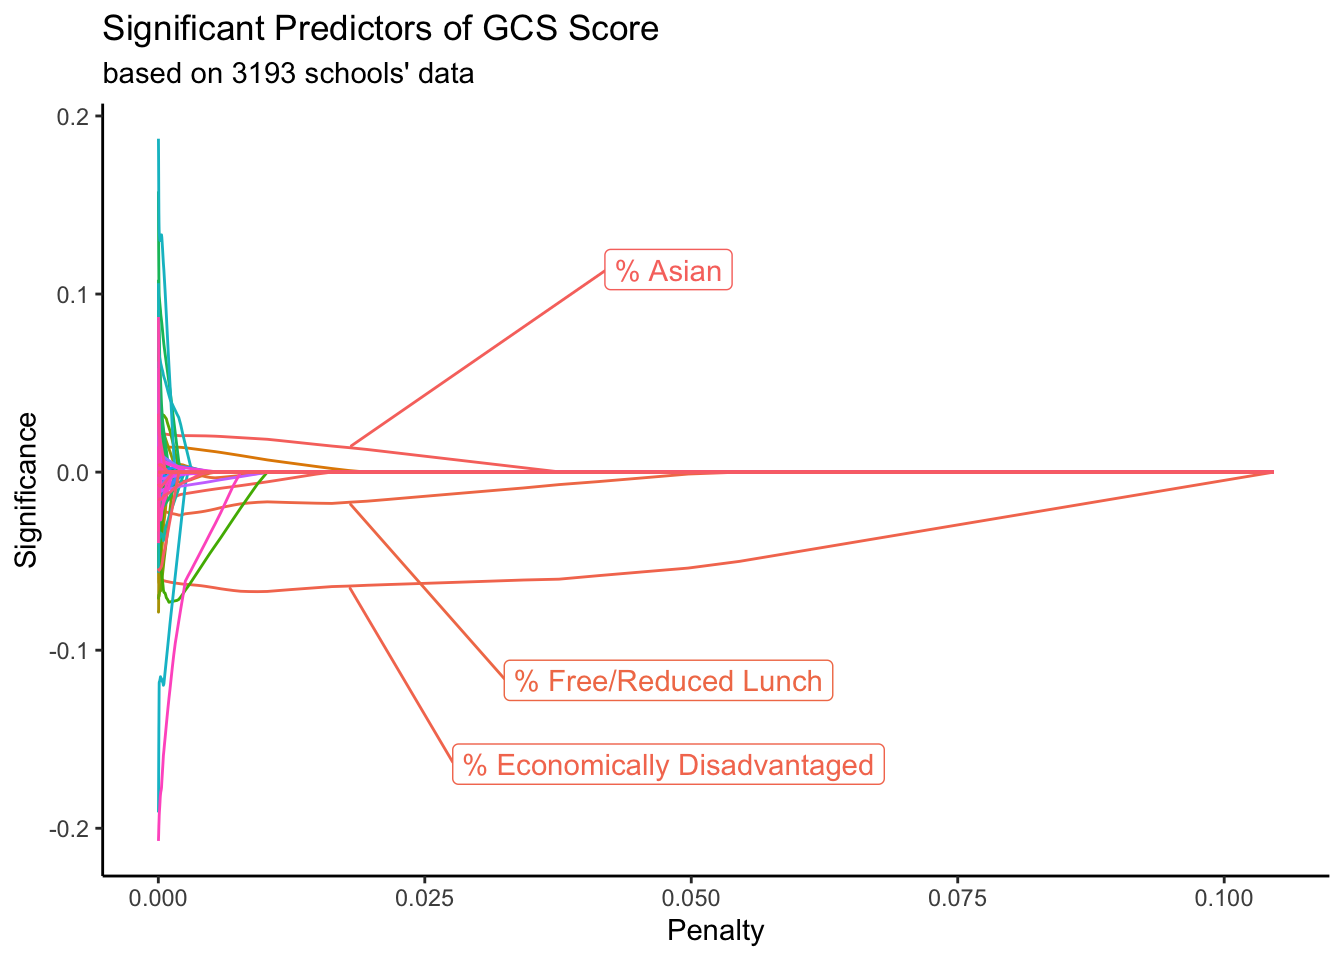 Significant Predictors of GCS Score
based on 3193 schools' data
0.2
0.1
0.0
-0.1
-0.2
Significance
% Asian
% Free/Reduced Lunch
% Economically Disadvantaged
0.000
0.025
0.050
0.075
0.100
Penalty